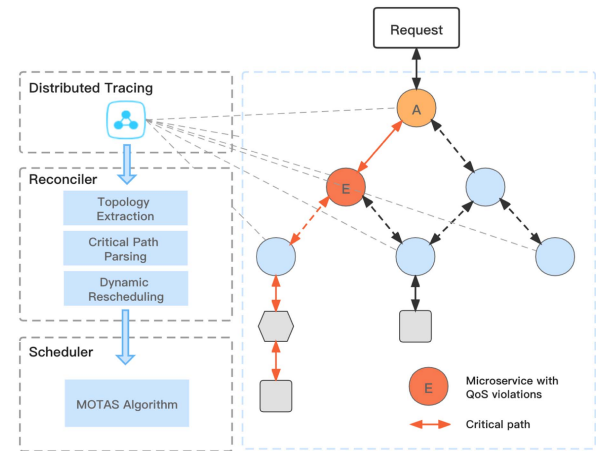 Request
Distributed Tracing
A
Reconciler
Topology
Extraction
Critical Path
Parsing
Dynamic
Rescheduling
E
Scheduler
MOTAS Algorithm
E
Microservice with
QoS violations
Critical path